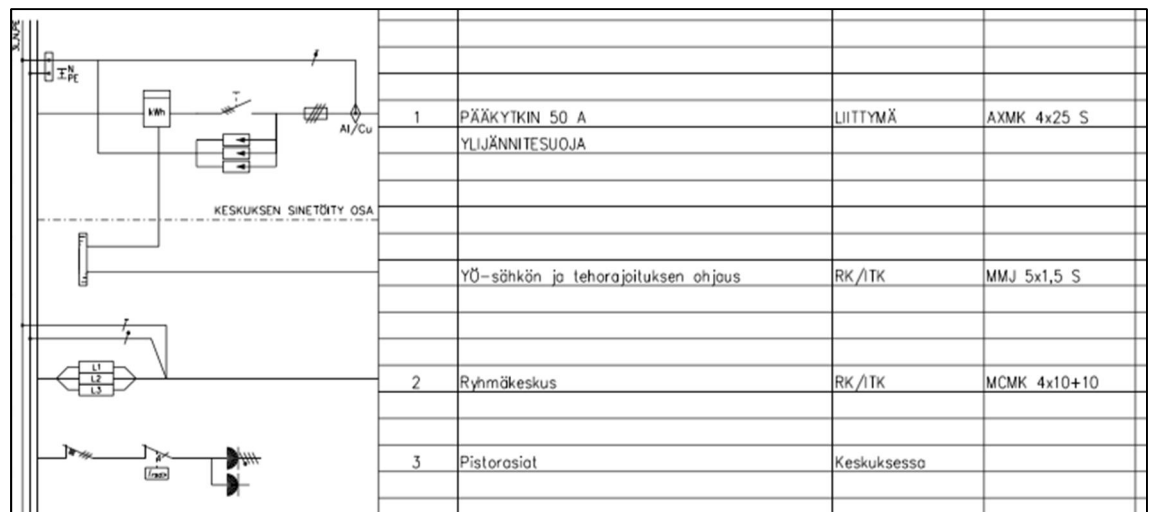 3L,N,PE
N
PE
kWh
Al/Cu
1 PÄÄKYTKIN 50 A LIITTYMÄ AXMK 4x25 S
YLIJÄNNITESUOJA
KESKUKSEN SINETÖITY OSA
YÖ-sähkön ja tehorajoituksen ohjaus RK/ITK MMJ 5x1,5 S
L1
L2
L3
2 Ryhmäkeskus RK/ITK MCMK 4x10+10
3 Pistorasiat Keskuksessa